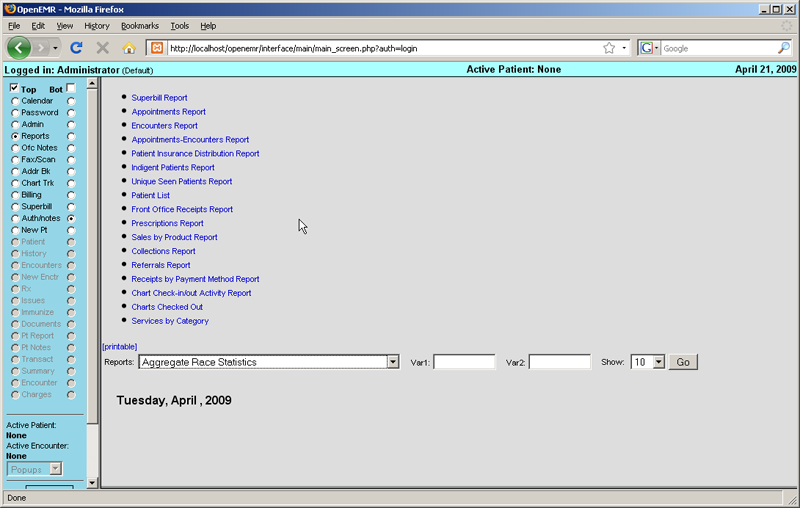 OpenEMR - Mozilla Firefox
File Edit View History Bookmarks Tools Help
http://localhost/openemr/interface/main/main_screen.php?auth=login
Google
Logged in: Administrator (Default) Active Patient: None April 21, 2009
Top Bot
Calendar
Password
Admin
Reports
Ofc Notes
Fax/Scan
Addr Bk
Chart Trk
Billing
Superbill
Auth/notes
New Pt
Patient
History
Encounters
New Enctr
Rx
Issues
Immunize
Documents
Pt Report
Pt Notes
Transact
Summary
Encounter
Charges
Active Patient:
None
Active Encounter:
None
Popups
Superbill Report
Appointments Report
Encounters Report
Appointments-Encounters Report
Patient Insurance Distribution Report
Indigent Patients Report
Unique Seen Patients Report
Patient List
Front Office Receipts Report
Prescriptions Report
Sales by Product Report
Collections Report
Referrals Report
Receipts by Payment Method Report
Chart Check-in/out Activity Report
Charts Checked Out
Services by Category
[printable]
Reports: Aggregate Race Statistics Var1: Var2: Show: 10 Go
Tuesday, April , 2009
Done